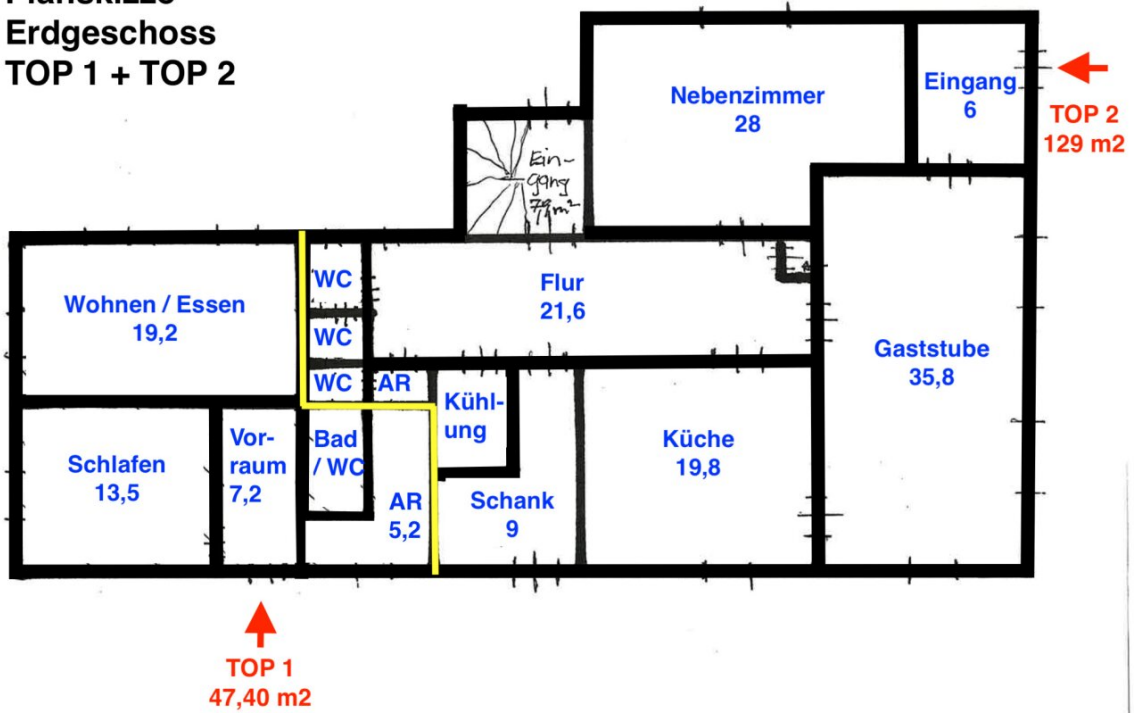 Planskizze
Erdgeschoss
TOP 1 + TOP 2
Nebenzimmer
28
Eingang
6
TOP 2
129 m2
Ein-
gang
WC
Flur
21,6
Wohnen / Essen
19,2
WC
Gaststube
35,8
WC
AR
Kühl-
ung
Küche
19,8
Schlafen
13,5
Vor-
raum
7,2
Bad
/ WC
AR
5,2
Schank
9
TOP 1
47,40 m2